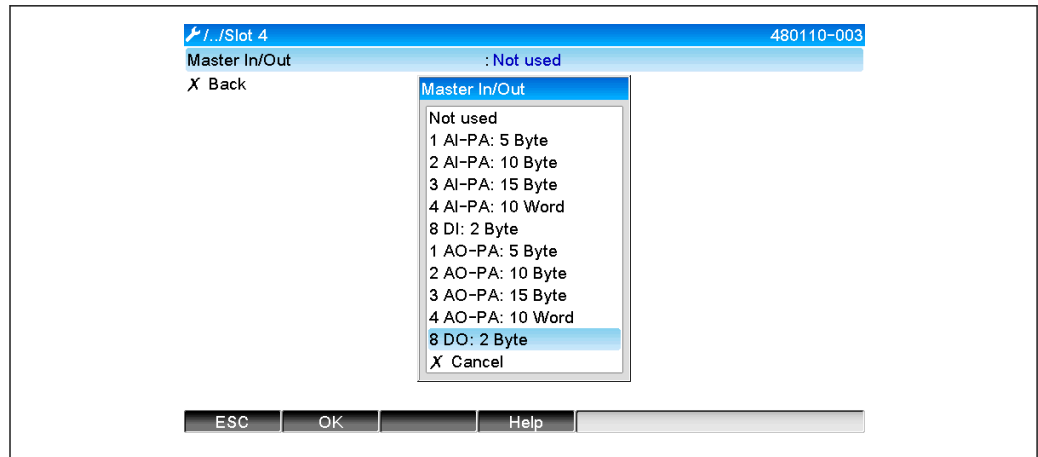 /../Slot 4 480110-003
Master In/Out : Not used
X Back
Master In/Out
Not used
1 AI-PA: 5 Byte
2 AI-PA: 10 Byte
3 AI-PA: 15 Byte
4 AI-PA: 10 Word
8 DI: 2 Byte
1 AO-PA: 5 Byte
2 AO-PA: 10 Byte
3 AO-PA: 15 Byte
4 AO-PA: 10 Word
8 DO: 2 Byte
X Cancel
ESC OK Help